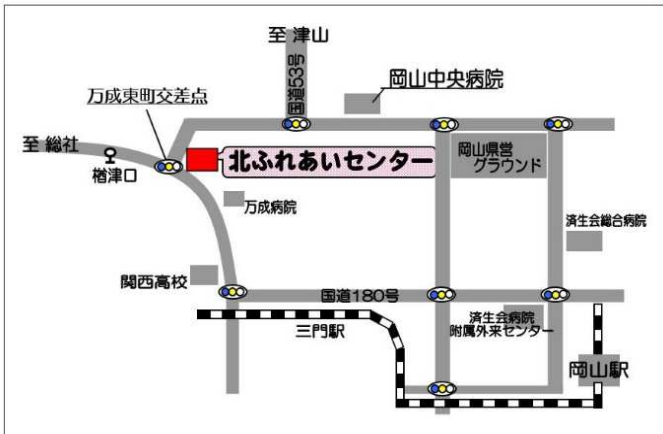 至 津山
国道53号
岡山中央病院
万成東町交差点
至 総社
楢津口
北ふれあいセンター
岡山県営
グラウンド
万成病院
済生会総合病院
関西高校
国道180号
三門駅
済生会病院
附属外来センター
岡山駅